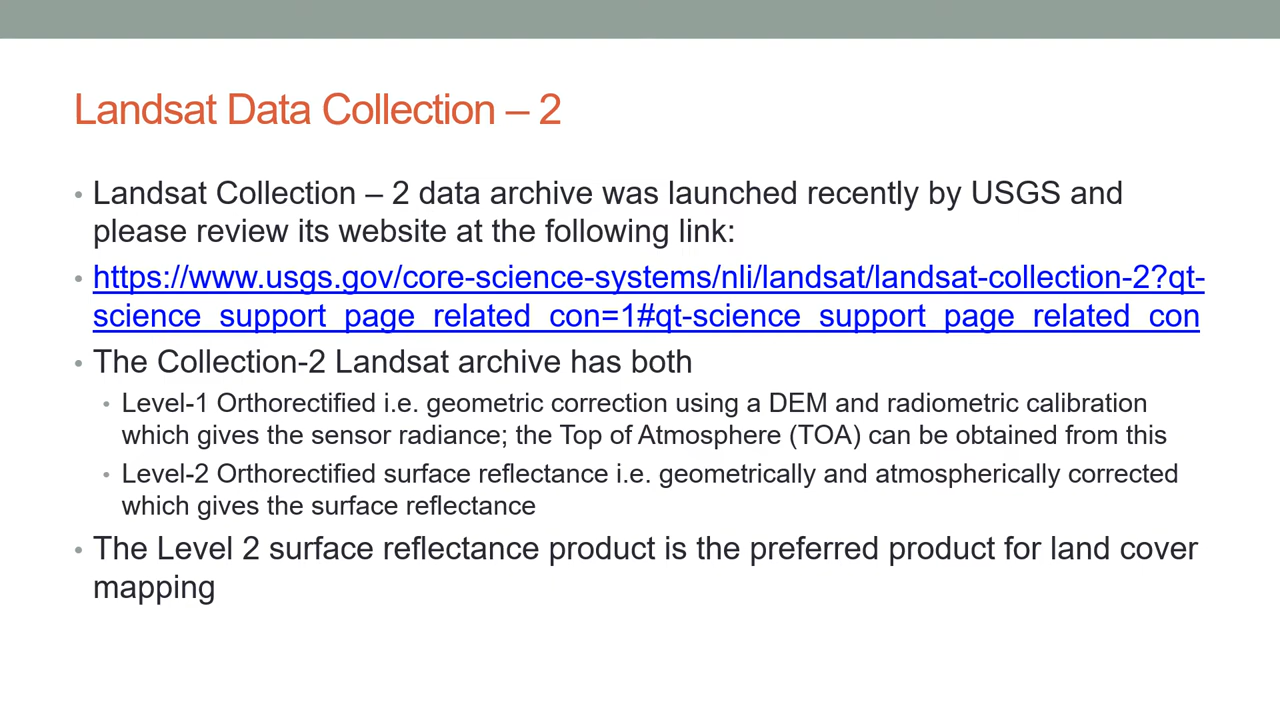 Landsat Data Collection – 2
• Landsat Collection – 2 data archive was launched recently by USGS and
please review its website at the following link:
• https://www.usgs.gov/core-science-systems/nli/landsat/landsat-collection-2?qt-
science_support_page_related_con=1#qt-science_support_page_related_con
• The Collection-2 Landsat archive has both
• Level-1 Orthorectified i.e. geometric correction using a DEM and radiometric calibration
which gives the sensor radiance; the Top of Atmosphere (TOA) can be obtained from this
• Level-2 Orthorectified surface reflectance i.e. geometrically and atmospherically corrected
which gives the surface reflectance
• The Level 2 surface reflectance product is the preferred product for land cover
mapping